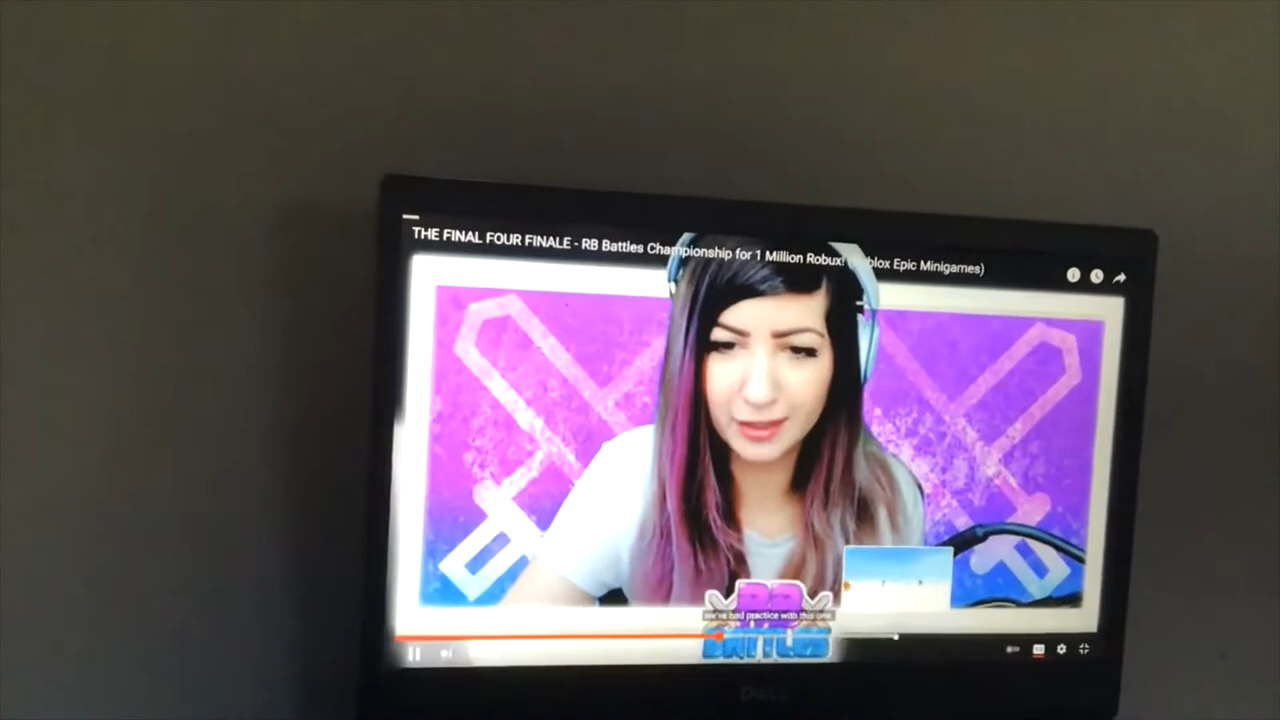 THE FINAL FOUR FINALE - RB Battles Championship for 1 Million Robux! (Roblox Epic Minigames)
RB
we've had practice with this one.
BATTLES
DELL